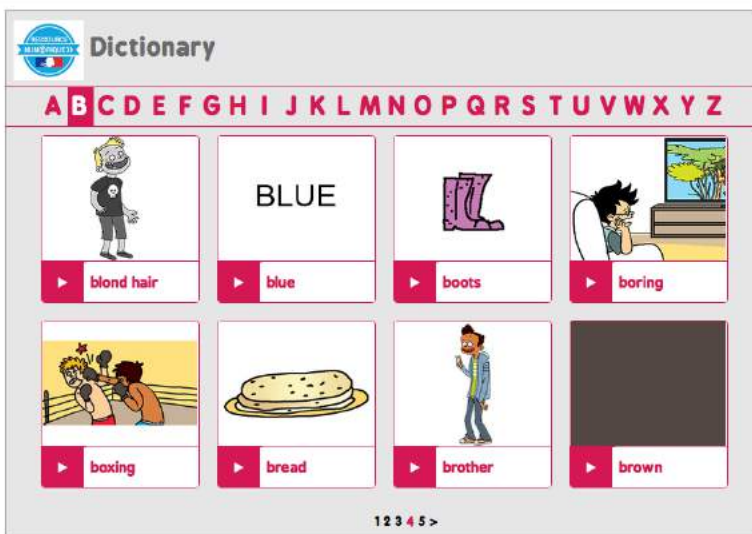 Dictionary
A B C D E F G H I J K L M N O P Q R S T U V W X Y Z
BLUE
blond hair
blue
boots
boring
boxing
bread
brother
brown
1 2 3 4 5 >